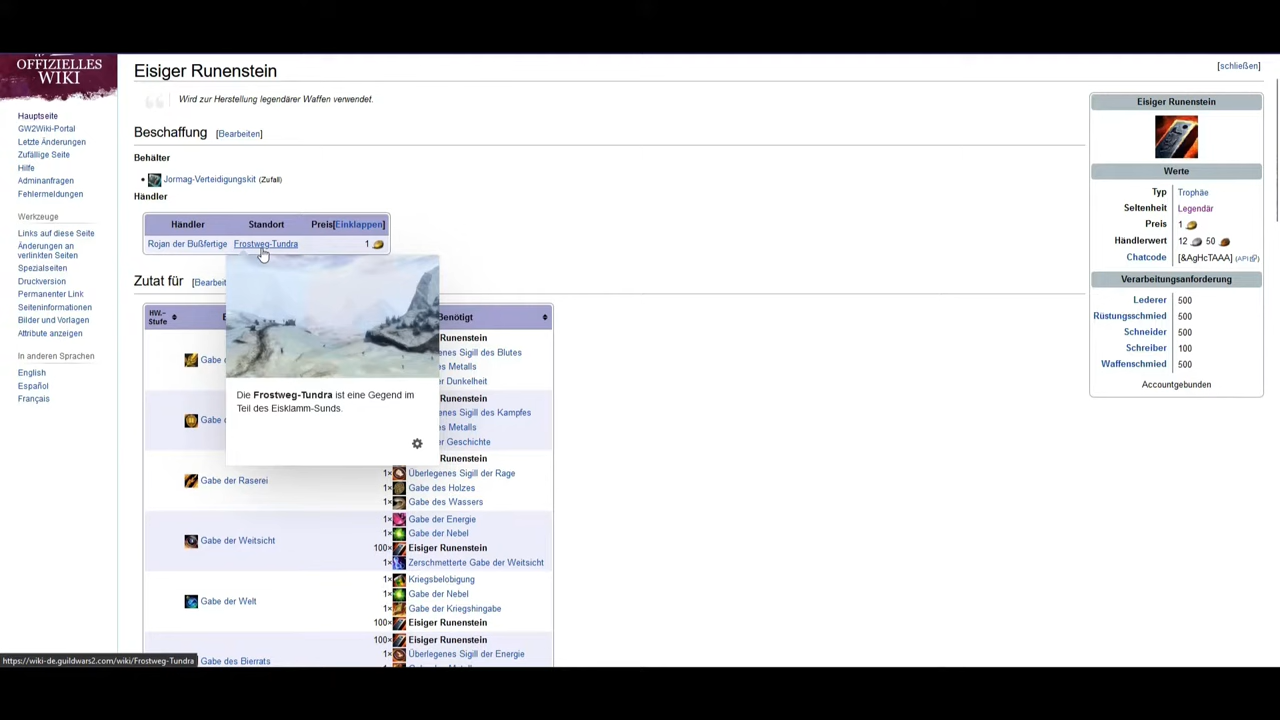 OFFIZIELLES
WIKI
Hauptseite
GW2Wiki-Portal
Letzte Änderungen
Zufällige Seite
Hilfe
Adminanfragen
Fehlermeldungen
Werkzeuge
Links auf diese Seite
Änderungen an
verlinkten Seiten
Spezialseiten
Druckversion
Permanenter Link
Seiteninformationen
Bilder und Vorlagen
Attribute anzeigen
In anderen Sprachen
English
Español
Français
Eisiger Runenstein
[schließen]
Wird zur Herstellung legendärer Waffen verwendet.
Beschaffung [Bearbeiten]
Behälter
• Jormag-Verteidigungskit (Zufall)
Händler
Händler Standort Preis[Einklappen]
Rojan der Bußfertige Frostweg-Tundra 1
Zutat für [Bearbei
HW.-
Stufe
E
Benötigt
Die Frostweg-Tundra ist eine Gegend im
Teil des Eisklamm-Sunds.
Gabe d
Runenstein
enes Sigill des Blutes
es Metalls
er Dunkelheit
Gabe d
Runenstein
enes Sigill des Kampfes
es Metalls
er Geschichte
Gabe der Raserei
Runenstein
1× Überlegenes Sigill der Rage
1× Gabe des Holzes
1× Gabe des Wassers
Gabe der Weitsicht
1× Gabe der Energie
1× Gabe der Nebel
100× Eisiger Runenstein
1× Zerschmetterte Gabe der Weitsicht
Gabe der Welt
1× Kriegsbelobigung
1× Gabe der Nebel
1× Gabe der Kriegshingabe
100× Eisiger Runenstein
Gabe des Bierrats
100× Eisiger Runenstein
1× Überlegenes Sigill der Energie
Eisiger Runenstein
Werte
Typ Trophäe
Seltenheit Legendär
Preis 1
Händlerwert 12 50
Chatcode [&AgHcTAAA] (API)
Verarbeitungsanforderung
Lederer 500
Rüstungsschmied 500
Schneider 500
Schreiber 100
Waffenschmied 500
Accountgebunden
https://wiki-de.guildwars2.com/wiki/Frostweg-Tundra